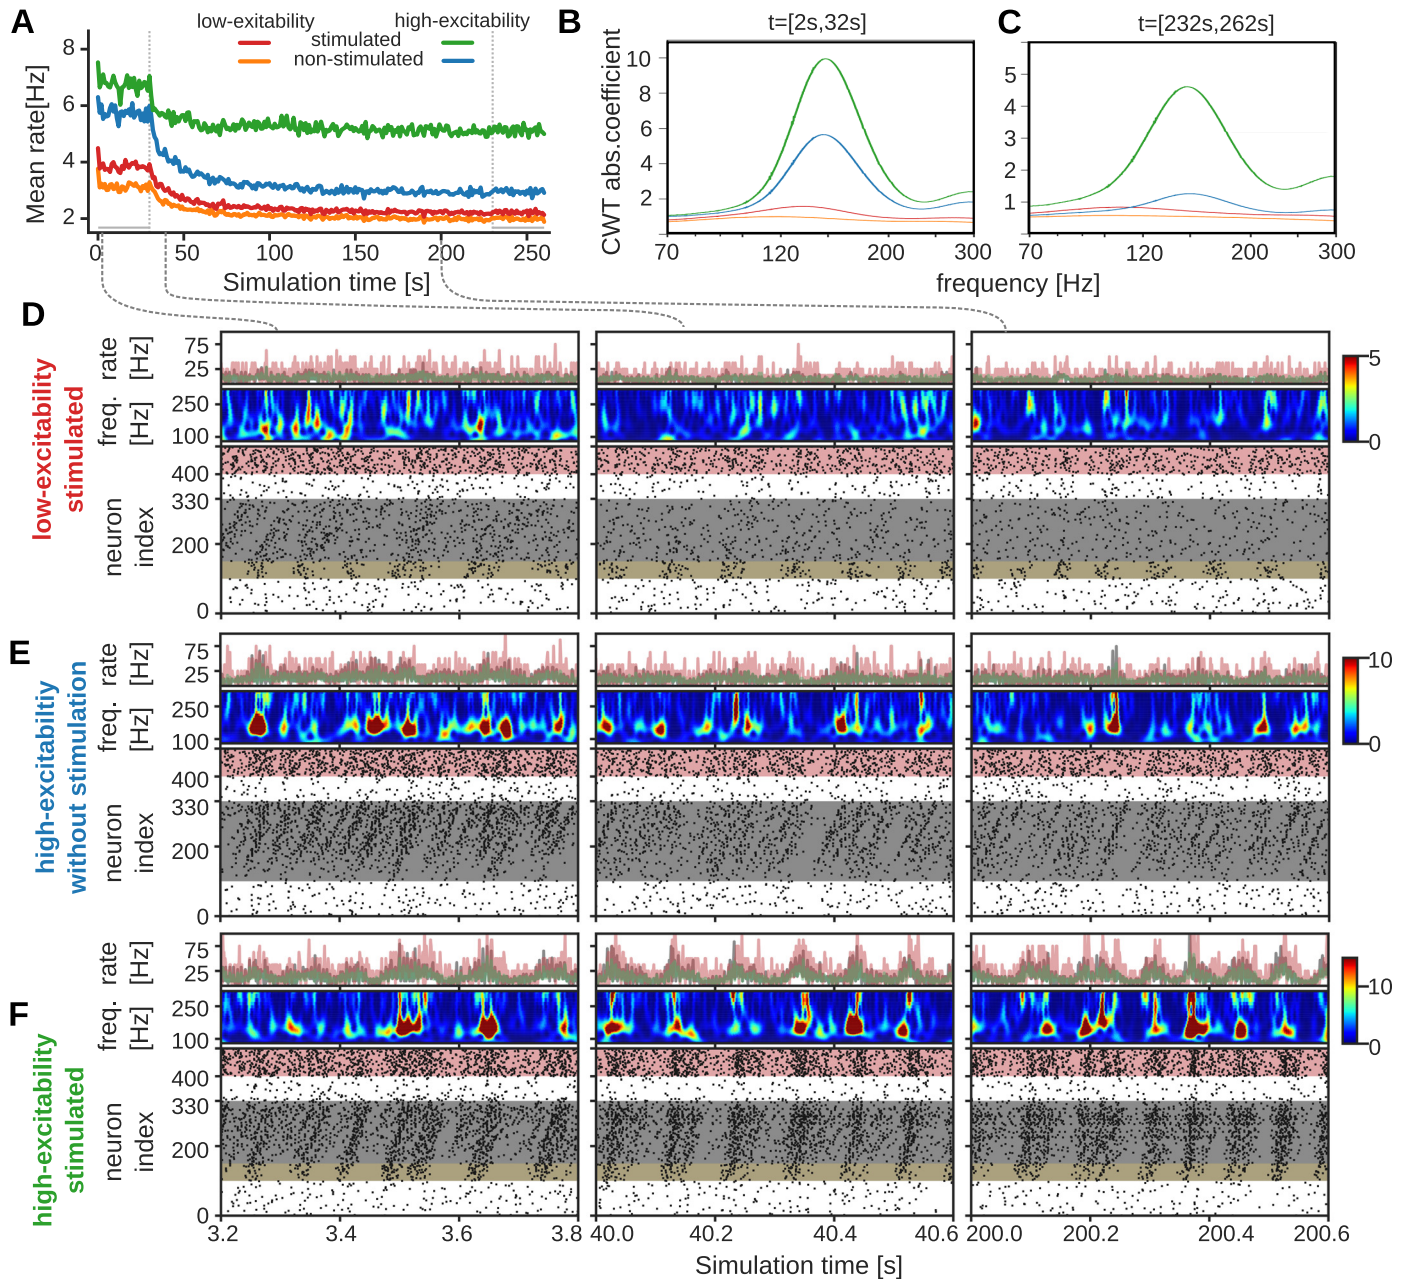 A
low-exitability
high-excitability
stimulated
non-stimulated
8
6
4
2
Mean rate[Hz]
0
50
100
150
200
250
Simulation time [s]
B
t=[2s,32s]
CWT abs.coefficient
10
8
6
4
2
70
120
200
300
C
t=[232s,262s]
5
4
3
2
1
70
120
200
300
frequency [Hz]
D
low-excitability
stimulated
rate
[Hz]
75
25
freq.
[Hz]
250
100
neuron
index
400
330
200
0
5
0
E
high-excitabilty
without stimulation
rate
[Hz]
75
25
freq.
[Hz]
250
100
neuron
index
400
330
200
0
10
0
F
high-excitability
stimulated
rate
[Hz]
75
25
freq.
[Hz]
250
100
neuron
index
400
330
200
0
10
0
3.2
3.4
3.6
3.8
40.0
40.2
40.4
40.6
200.0
200.2
200.4
200.6
Simulation time [s]